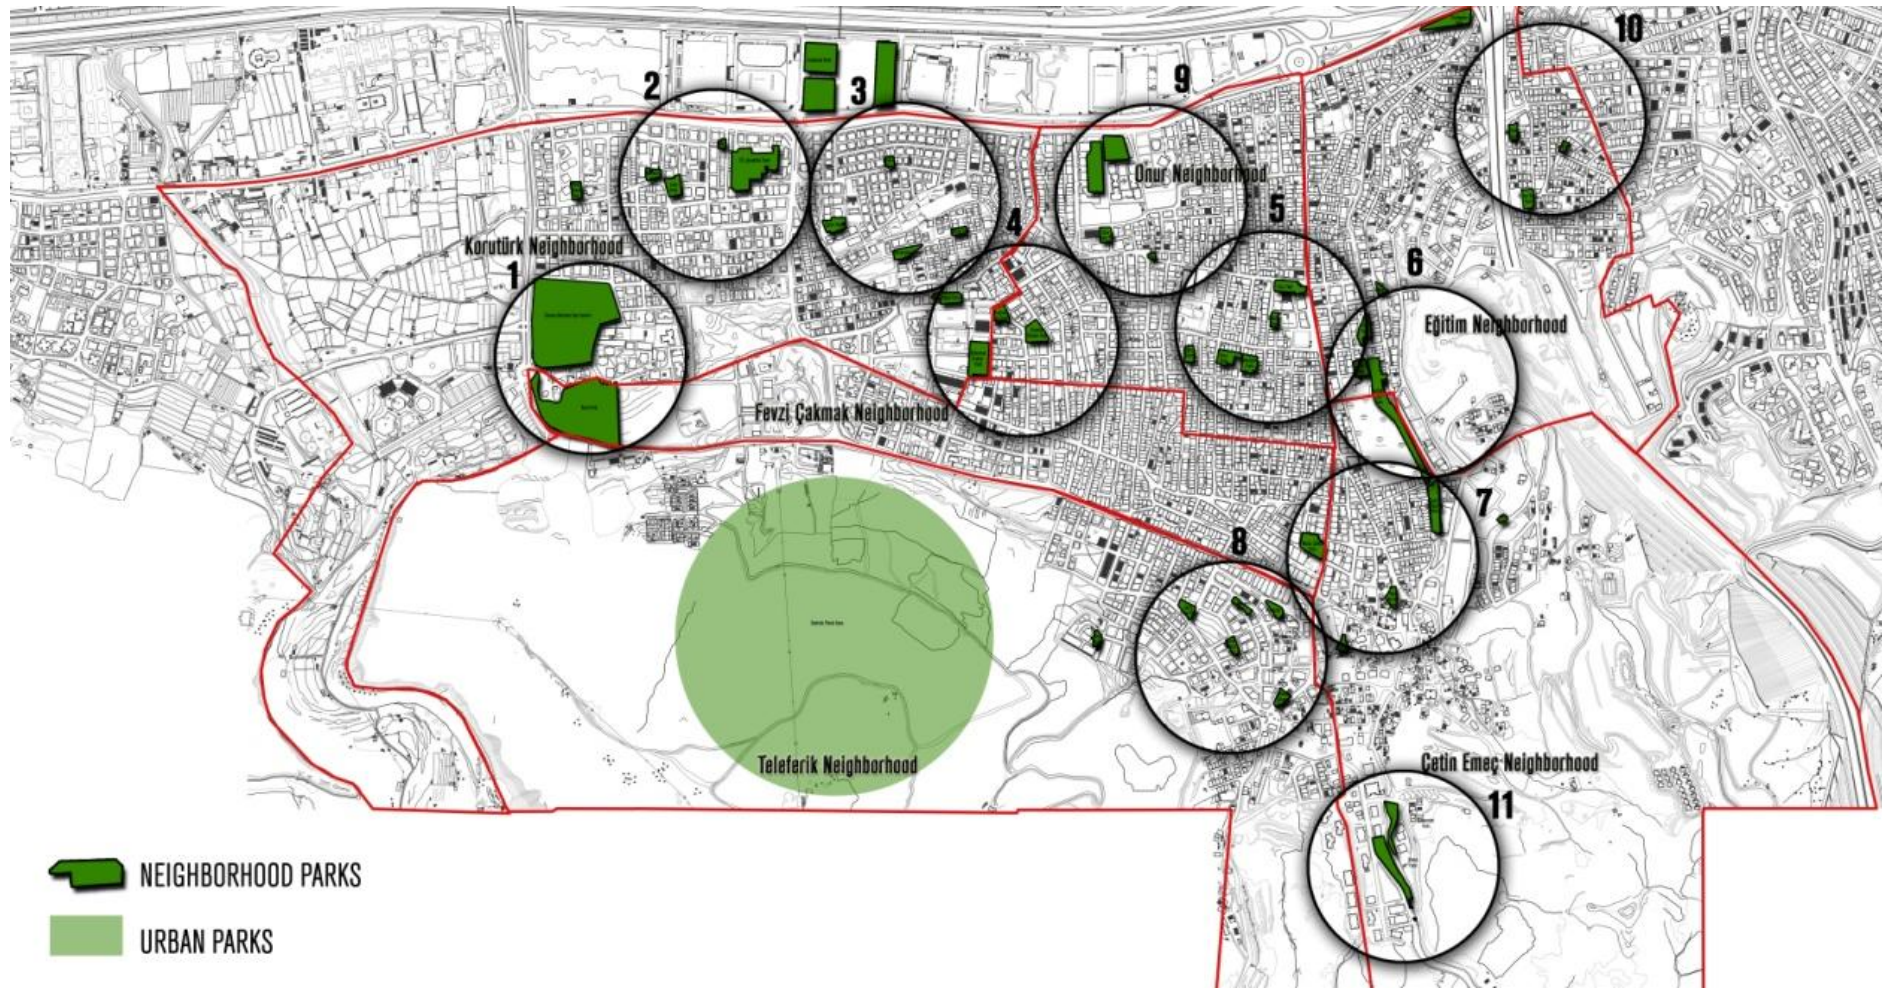 10
2
3
9
Onur Neighborhood
4
5
Korutürk Neighborhood
1
6
Eğitim Neighborhood
Fevzi Çakmak Neighborhood
7
8
Teleferik Neighborhood
Çetin Emeç Neighborhood
11
NEIGHBORHOOD PARKS
URBAN PARKS